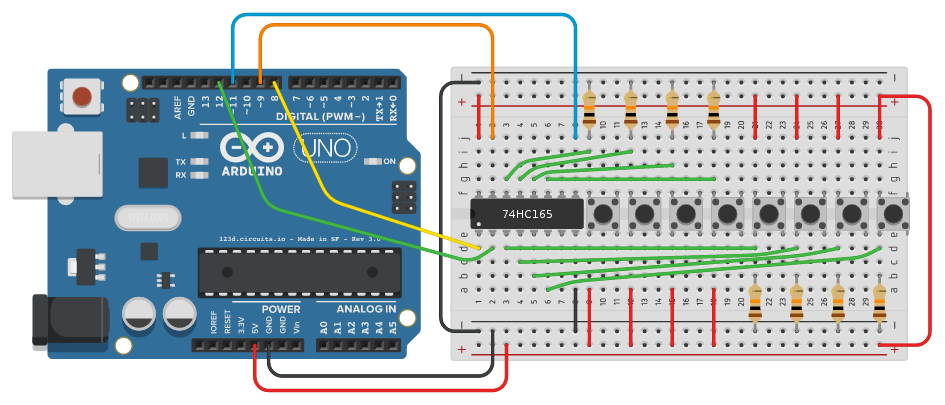 AREF
GND
13
12
11
~10
~9
8
7
~6
~5
4
~3
2
TX→1
RX←0
DIGITAL (PWM~)
L
TX
RX
ARDUINO
UNO
ON
123d.circuits.io - Made in SF - Rev 3.0
POWER
ANALOG IN
IOREF
RESET
3.3V
5V
GND
GND
Vin
A0
A1
A2
A3
A4
A5
74HC165
j
i
h
g
f
e
d
c
b
a
1 2 3 4 5 6 7 8 9 10 11 12 13 14 15 16 17 18 19 20 21 22 23 24 25 26 27 28 29 30